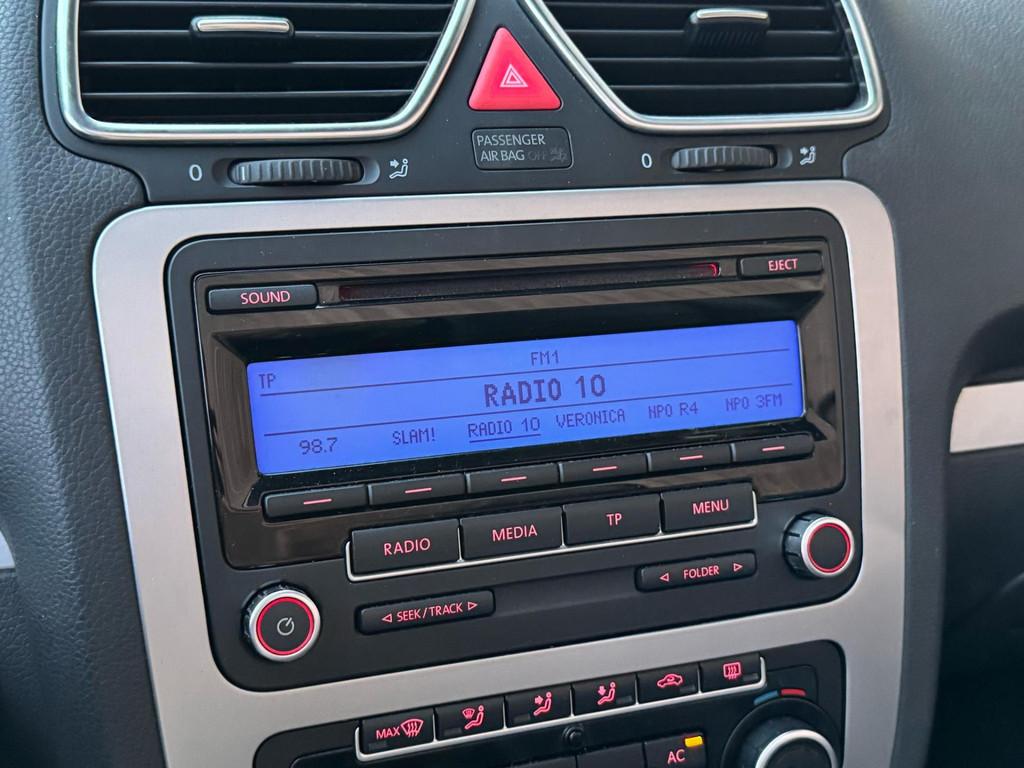 PASSENGER
AIR BAG OFF
0
0
SOUND
EJECT
FM1
TP
RADIO 10
98.7 SLAM! RADIO 10 VERONICA NPO R4 NPO 3FM
RADIO MEDIA TP MENU
SEEK/TRACK
FOLDER
MAX
AC